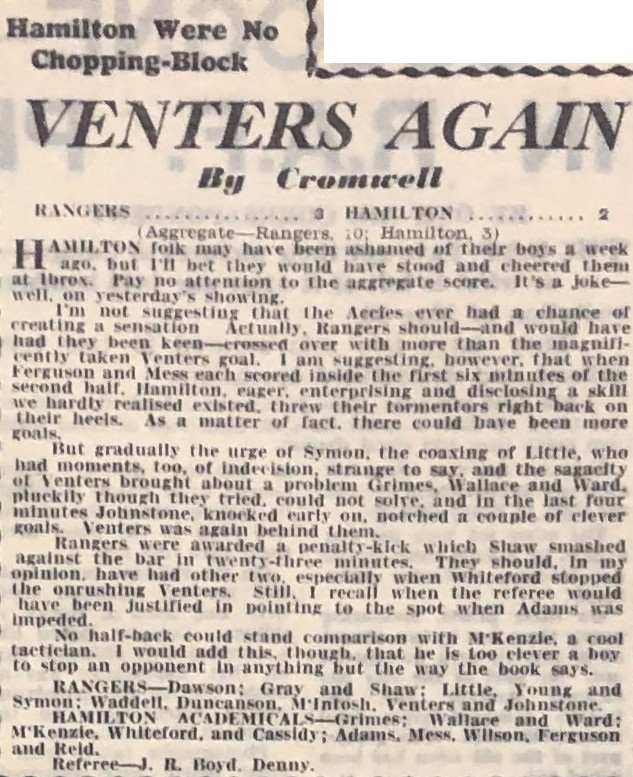 Hamilton Were No
Chopping-Block
VENTERS AGAIN
By Cromwell
RANGERS ................ 3 HAMILTON ............ 2
(Aggregate—Rangers, 10; Hamilton, 3)
HAMILTON folk may have been ashamed of their boys a week
ago, but I'll bet they would have stood and cheered them
at Ibrox. Pay no attention to the aggregate score. It's a joke—
well, on yesterday's showing.
I'm not suggesting that the Accies ever had a chance of
creating a sensation Actually, Rangers should—and would have
had they been keen—crossed over with more than the magnifi-
cently taken Venters goal. I am suggesting, however, that when
Ferguson and Mess each scored inside the first six minutes of the
second half, Hamilton, eager, enterprising and disclosing a skill
we hardly realised existed, threw their tormentors right back on
their heels. As a matter of fact, there could have been more
goals.
But gradually the urge of Symon, the coaxing of Little, who
had moments, too, of indecision, strange to say, and the sagacity
of Venters brought about a problem Grimes, Wallace and Ward,
pluckily though they tried, could not solve, and in the last four
minutes Johnstone, knocked early on, notched a couple of clever
goals. Venters was again behind them.
Rangers were awarded a penalty-kick which Shaw smashed
against the bar in twenty-three minutes. They should, in my
opinion, have had other two, especially when Whiteford stopped
the onrushing Venters. Still, I recall when the referee would
have been justified in pointing to the spot when Adams was
impeded.
No half-back could stand comparison with M'Kenzie, a cool
tactician. I would add this, though, that he is too clever a boy
to stop an opponent in anything but the way the book says.
RANGERS—Dawson; Gray and Shaw; Little, Young and
Symon; Waddell, Duncanson, M'Intosh, Venters and Johnstone.
HAMILTON ACADEMICALS—Grimes; Wallace and Ward;
M'Kenzie, Whiteford, and Cassidy; Adams, Mess, Wilson, Ferguson
and Reid.
Referee—J. R. Boyd, Denny.